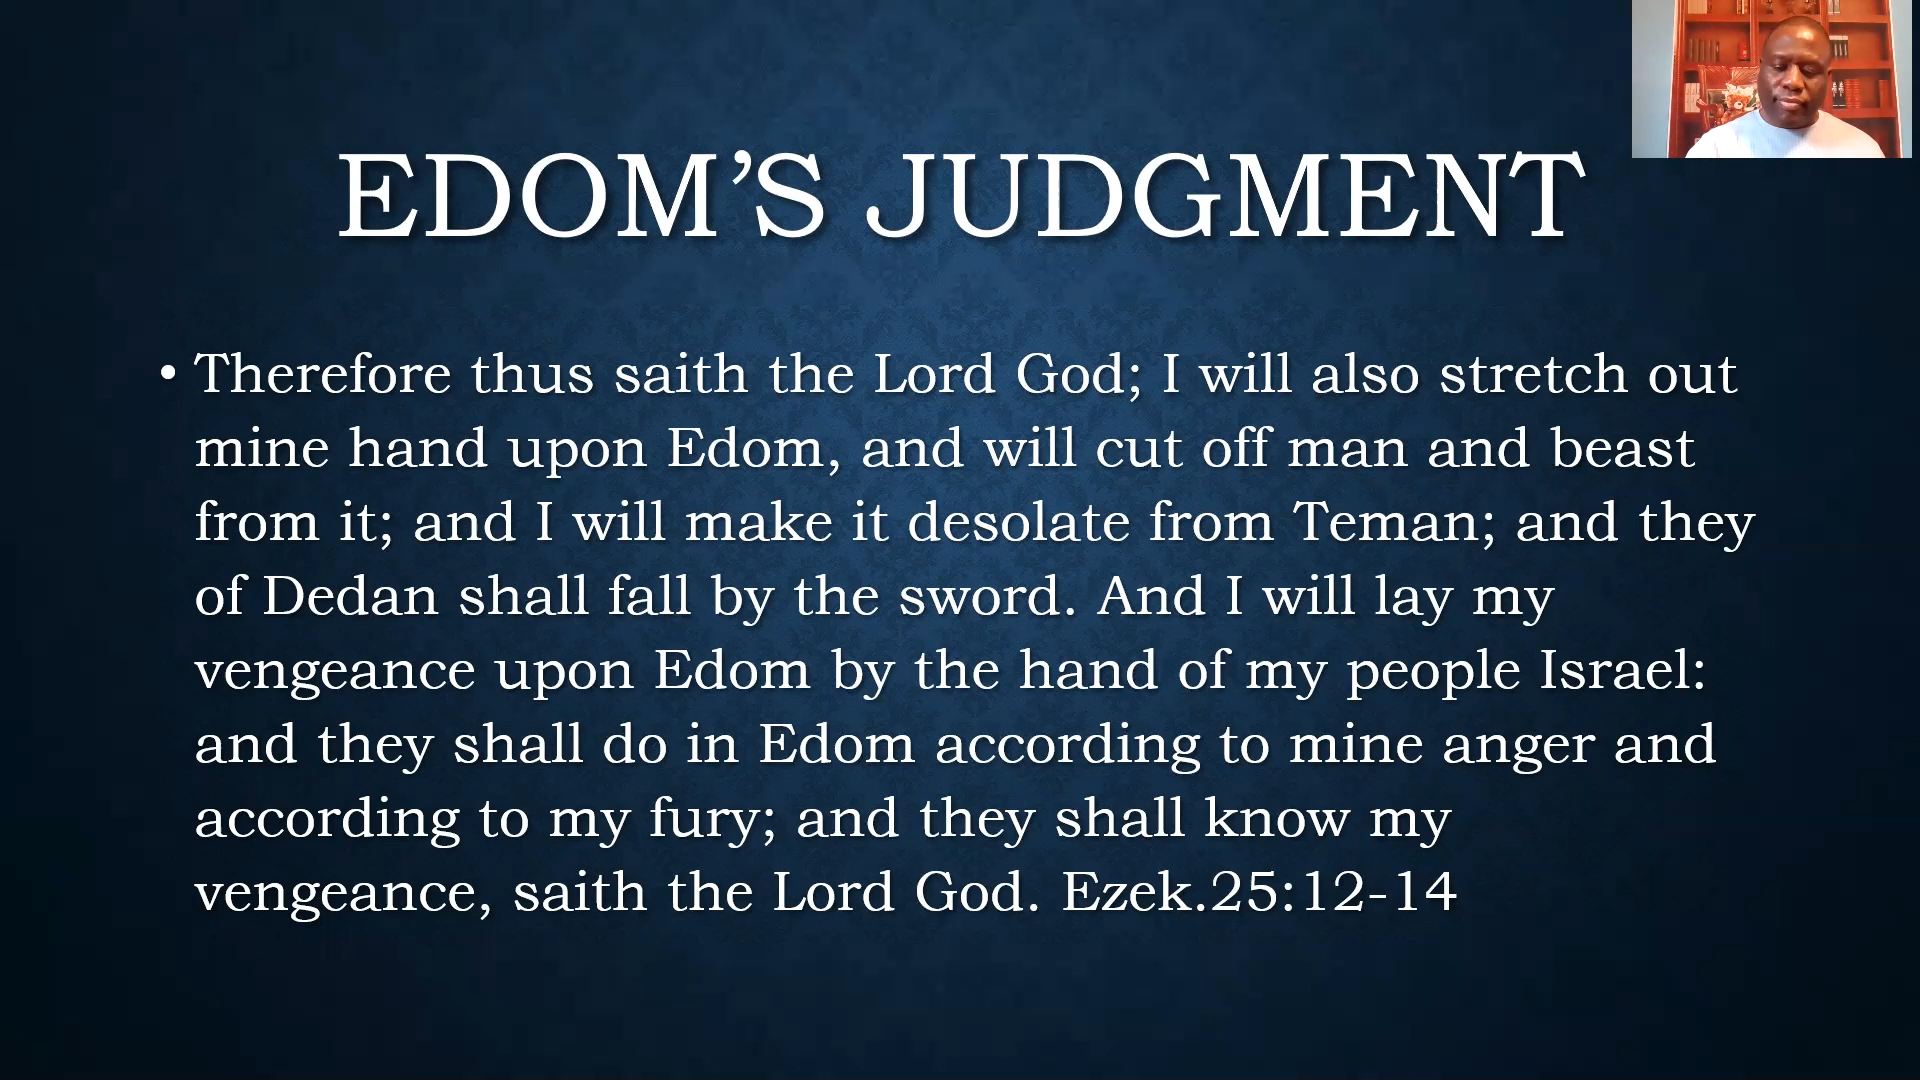 EDOM’S JUDGMENT
• Therefore thus saith the Lord God; I will also stretch out
mine hand upon Edom, and will cut off man and beast
from it; and I will make it desolate from Teman; and they
of Dedan shall fall by the sword. And I will lay my
vengeance upon Edom by the hand of my people Israel:
and they shall do in Edom according to mine anger and
according to my fury; and they shall know my
vengeance, saith the Lord God. Ezek.25:12-14